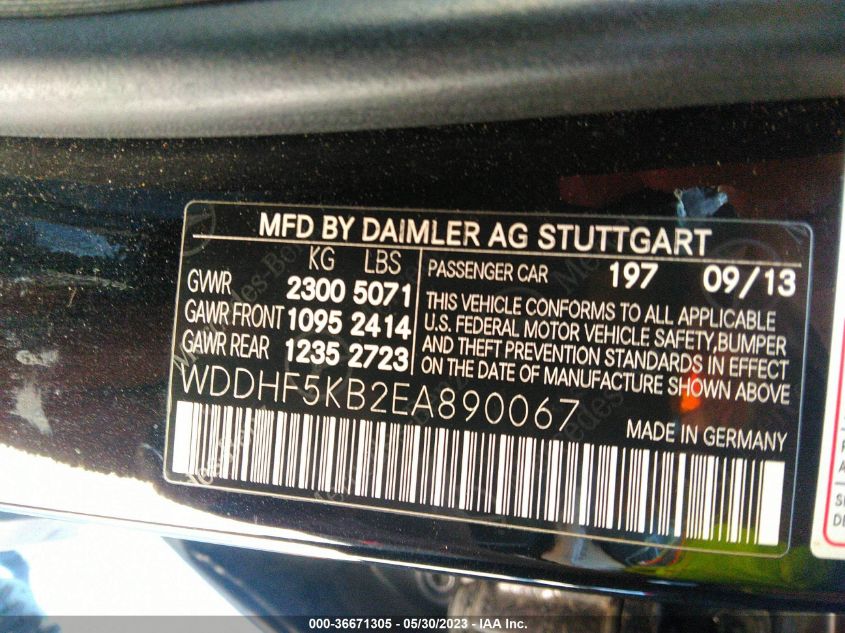 MFD BY DAIMLER AG STUTTGART
KG LBS
GVWR 2300 5071
GAWR FRONT 1095 2414
GAWR REAR 1235 2723
PASSENGER CAR 197 09/13
THIS VEHICLE CONFORMS TO ALL APPLICABLE
U.S. FEDERAL MOTOR VEHICLE SAFETY, BUMPER
AND THEFT PREVENTION STANDARDS IN EFFECT
ON THE DATE OF MANUFACTURE SHOWN ABOVE
WDDHF5KB2EA890067
MADE IN GERMANY
000-36671305 - 05/30/2023 - © IAA, Inc.